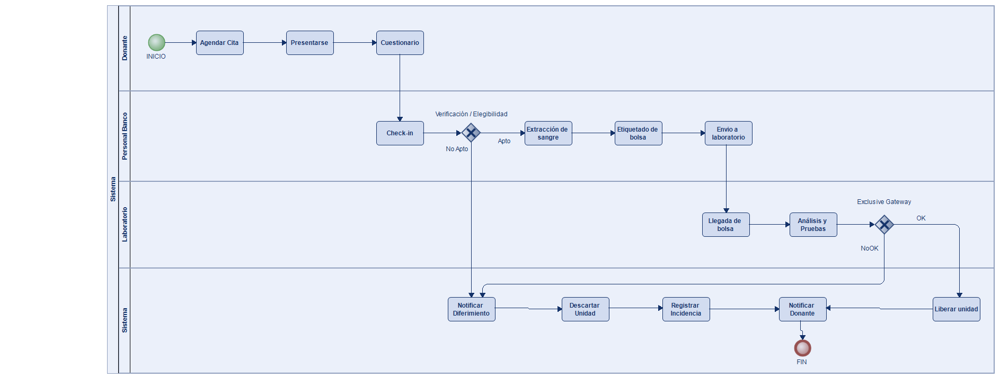 Sistema
Donante
INICIO
Agendar Cita
Presentarse
Cuestionario
Personal Banco
Check-in
Verificación / Elegibilidad
No Apto
Apto
Extracción de
sangre
Etiquetado de
bolsa
Envio a
laboratorio
Laboratorio
Llegada de
bolsa
Análisis y
Pruebas
Exclusive Gateway
OK
NoOK
Sistema
Notificar
Diferimiento
Descartar
Unidad
Registrar
Incidencia
Notificar
Donante
Liberar unidad
FIN